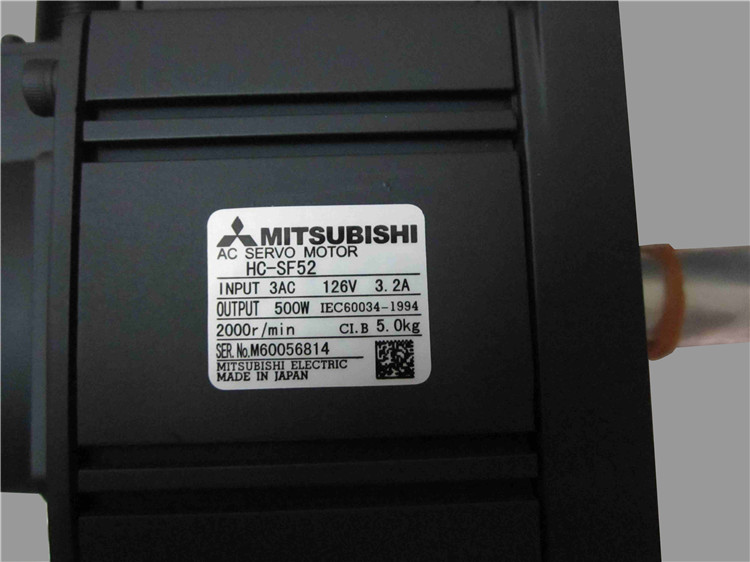 MITSUBISHI
AC SERVO MOTOR
HC-SF52
INPUT 3AC 126V 3.2A
OUTPUT 500W IEC60034-1994
2000r/min CI.B 5.0kg
SER.No.M60056814
MITSUBISHI ELECTRIC
MADE IN JAPAN